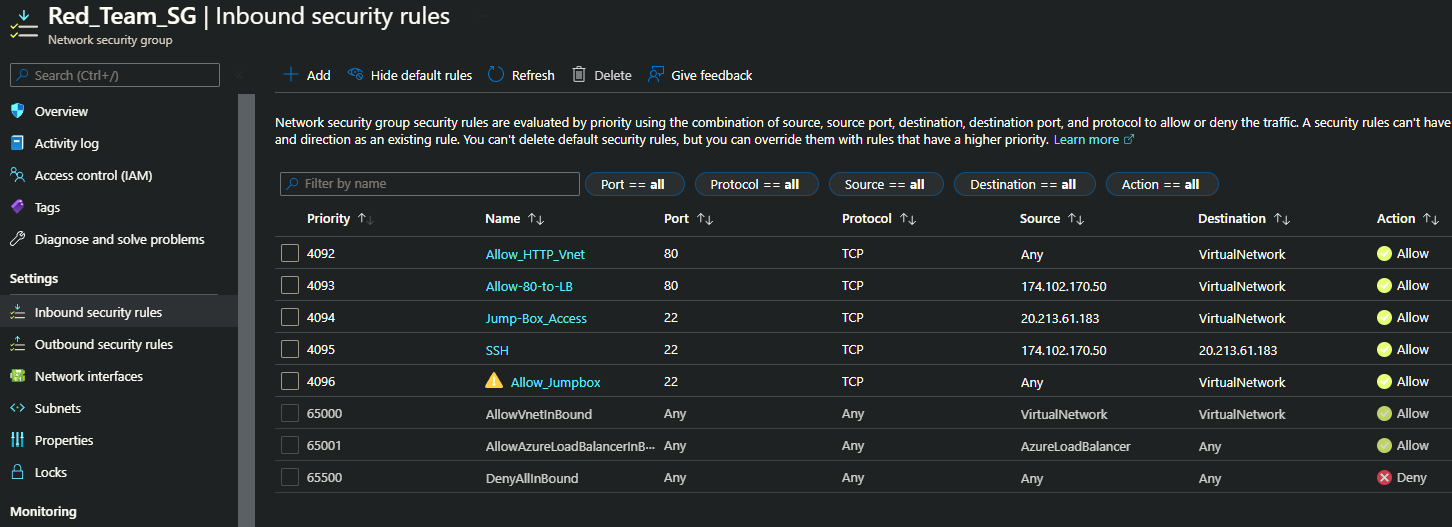 Red_Team_SG | Inbound security rules
Network security group
Search (Ctrl+/)
Overview
Activity log
Access control (IAM)
Tags
Diagnose and solve problems
Settings
Inbound security rules
Outbound security rules
Network interfaces
Subnets
Properties
Locks
Monitoring
Add Hide default rules Refresh Delete Give feedback
Network security group security rules are evaluated by priority using the combination of source, source port, destination, destination port, and protocol to allow or deny the traffic. A security rules can't have
and direction as an existing rule. You can't delete default security rules, but you can override them with rules that have a higher priority. Learn more
Filter by name Port == all Protocol == all Source == all Destination == all Action == all
Priority Name Port Protocol Source Destination Action
4092 Allow_HTTP_Vnet 80 TCP Any VirtualNetwork Allow
4093 Allow-80-to-LB 80 TCP 174.102.170.50 VirtualNetwork Allow
4094 Jump-Box_Access 22 TCP 20.213.61.183 VirtualNetwork Allow
4095 SSH 22 TCP 174.102.170.50 20.213.61.183 Allow
4096 Allow_Jumpbox 22 TCP Any VirtualNetwork Allow
65000 AllowVnetInBound Any Any VirtualNetwork VirtualNetwork Allow
65001 AllowAzureLoadBalancerInB... Any Any AzureLoadBalancer Any Allow
65500 DenyAllInBound Any Any Any Any Deny